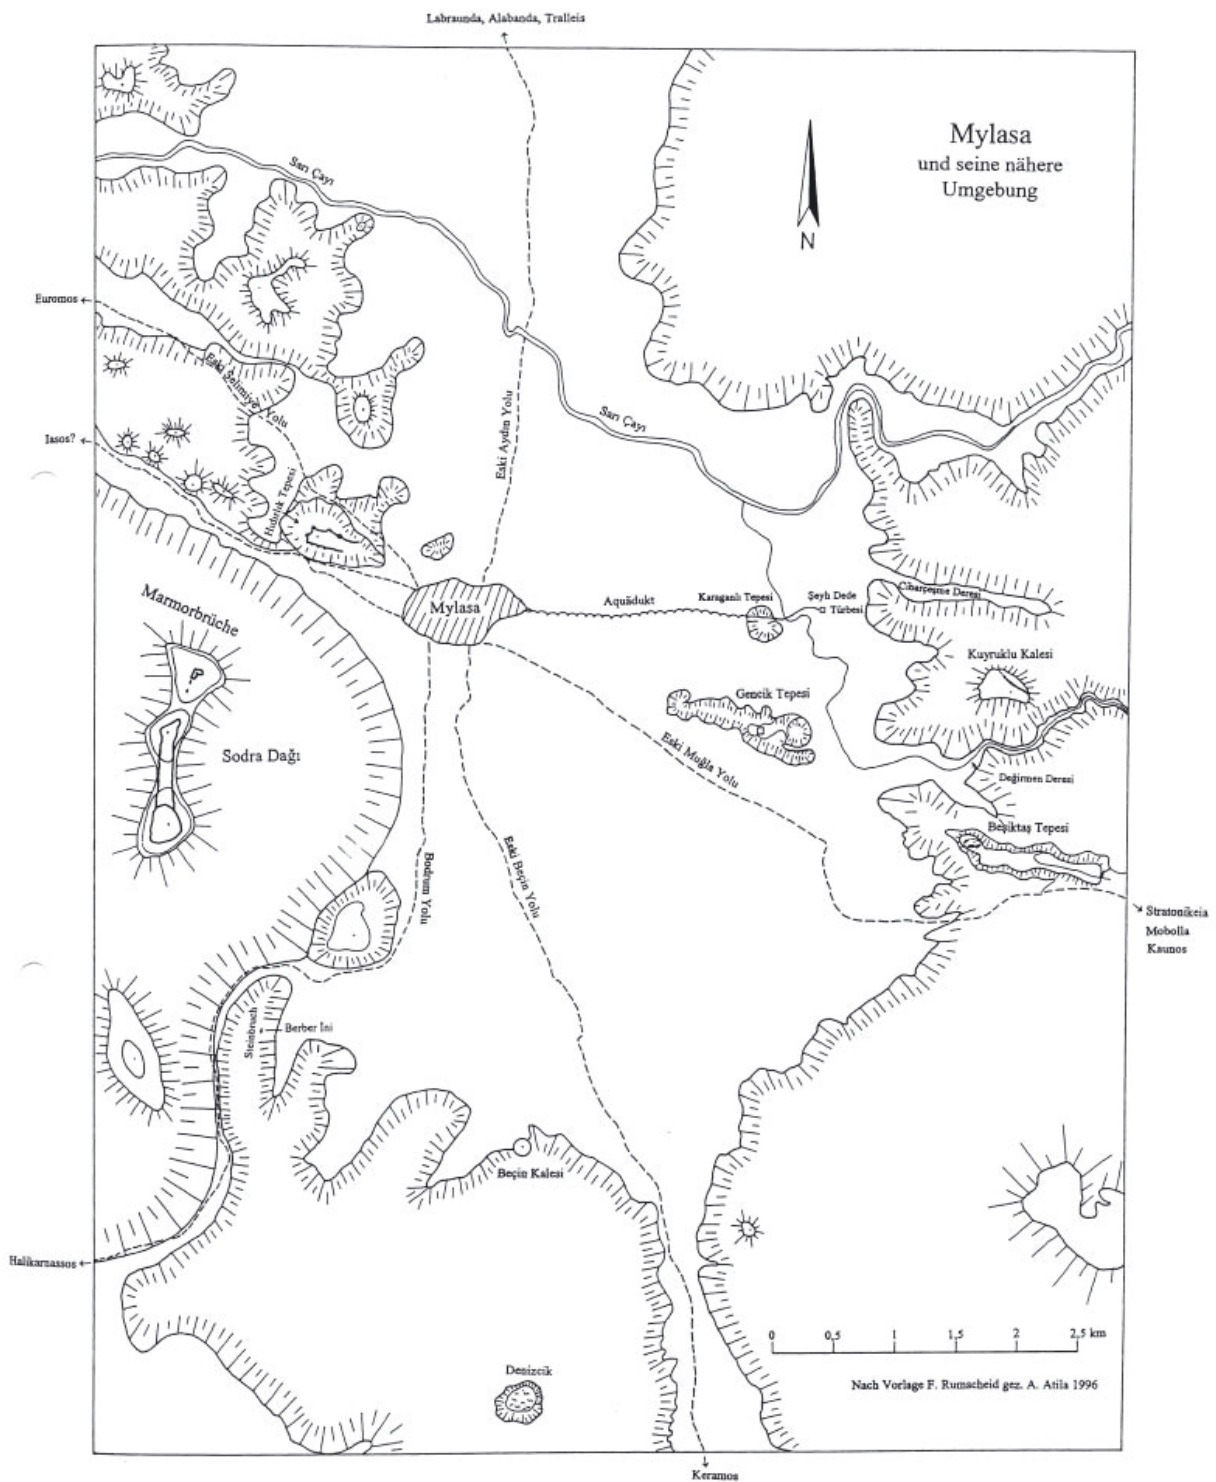 Labraunda, Alabanda, Tralleis
Mylasa
und seine nähere
Umgebung
N
Sarı Çayı
Euromos
Eski Selimiye Yolu
Iasos?
Eski Aydın Yolu
Sarı Çayı
Hıdırlık Tepesi
Marmorbrüche
Mylasa
Aquädukt
Karaganlı Tepesi
Şeyh Dede
Türbesi
Cibarçeşme Deresi
Kuyruklu Kalesi
Gencik Tepesi
Sodra Dağı
Eski Muğla Yolu
Değirmen Deresi
Beşiktaş Tepesi
Bodrum Yolu
Eski Beçin Yolu
Stratonikeia
Mobolla
Kaunos
Steinbruch
Berber İni
Beçin Kalesi
Halikarnassos
0 0,5 1 1,5 2 2,5 km
Denizcik
Nach Vorlage F. Rumscheid gez. A. Atila 1996
Keramos